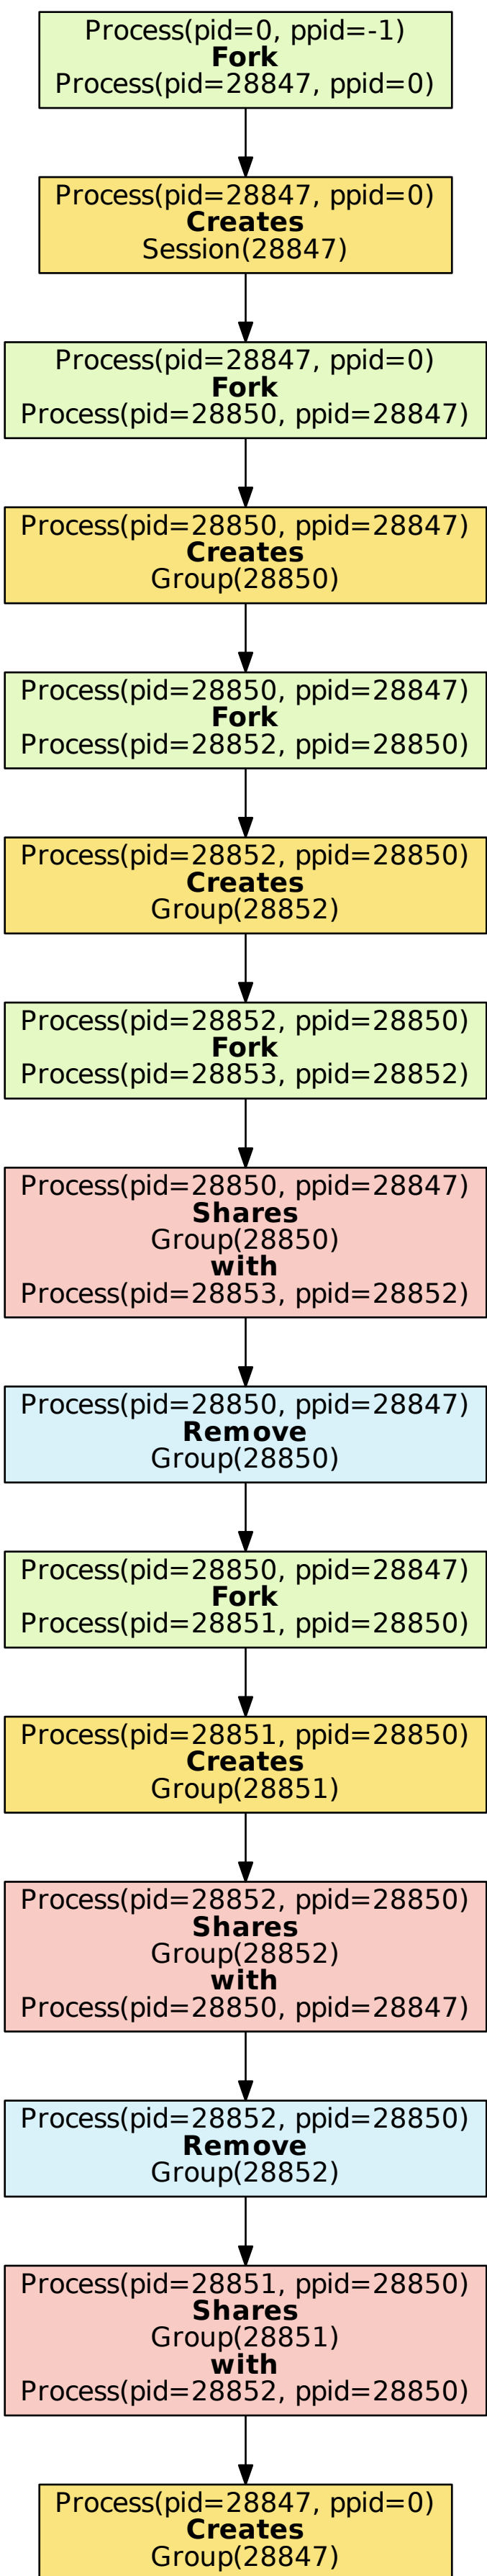 Process(pid=0, ppid=-1)
Fork
Process(pid=28847, ppid=0)
Process(pid=28847, ppid=0)
Creates
Session(28847)
Process(pid=28847, ppid=0)
Fork
Process(pid=28850, ppid=28847)
Process(pid=28850, ppid=28847)
Creates
Group(28850)
Process(pid=28850, ppid=28847)
Fork
Process(pid=28852, ppid=28850)
Process(pid=28852, ppid=28850)
Creates
Group(28852)
Process(pid=28852, ppid=28850)
Fork
Process(pid=28853, ppid=28852)
Process(pid=28850, ppid=28847)
Shares
Group(28850)
with
Process(pid=28853, ppid=28852)
Process(pid=28850, ppid=28847)
Remove
Group(28850)
Process(pid=28850, ppid=28847)
Fork
Process(pid=28851, ppid=28850)
Process(pid=28851, ppid=28850)
Creates
Group(28851)
Process(pid=28852, ppid=28850)
Shares
Group(28852)
with
Process(pid=28850, ppid=28847)
Process(pid=28852, ppid=28850)
Remove
Group(28852)
Process(pid=28851, ppid=28850)
Shares
Group(28851)
with
Process(pid=28852, ppid=28850)
Process(pid=28847, ppid=0)
Creates
Group(28847)